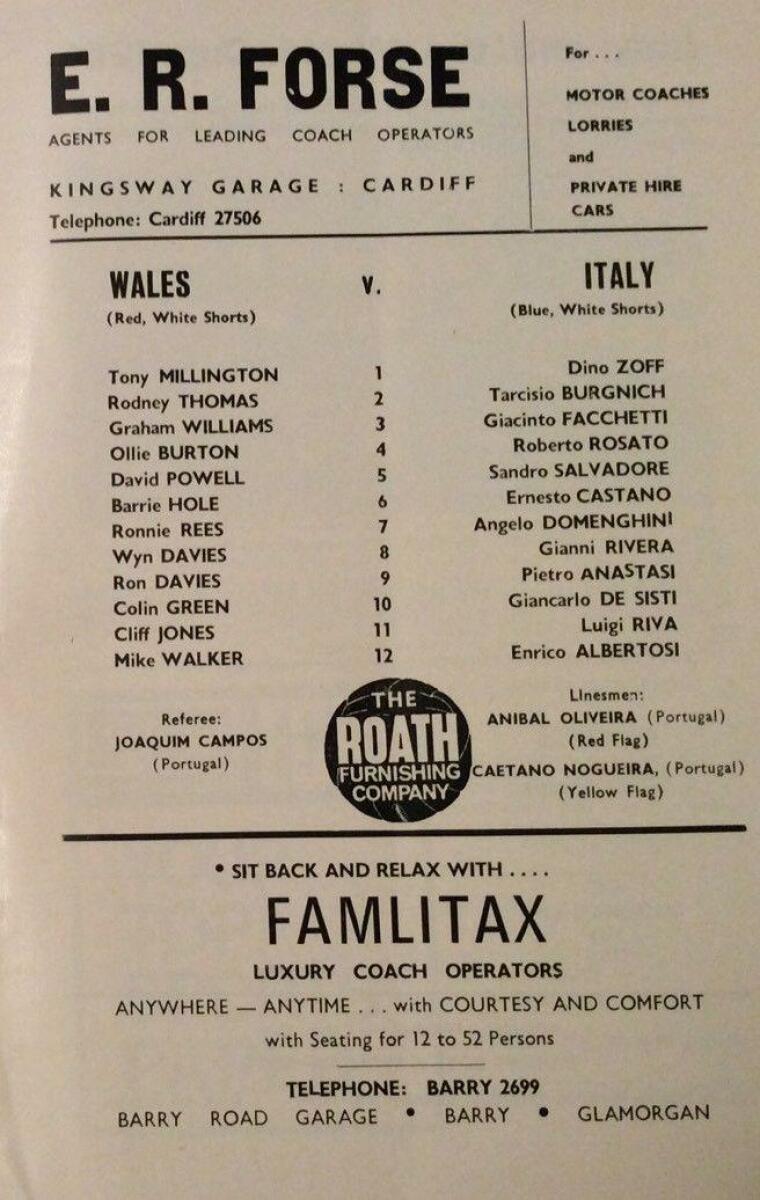 E. R. FORSE
AGENTS FOR LEADING COACH OPERATORS
KINGSWAY GARAGE : CARDIFF
Telephone: Cardiff 27506
For . . .
MOTOR COACHES
LORRIES
and
PRIVATE HIRE
CARS
WALES v. ITALY
(Red, White Shorts) (Blue, White Shorts)
Tony MILLINGTON 1 Dino ZOFF
Rodney THOMAS 2 Tarcisio BURGNICH
Graham WILLIAMS 3 Giacinto FACCHETTI
Ollie BURTON 4 Roberto ROSATO
David POWELL 5 Sandro SALVADORE
Barrie HOLE 6 Ernesto CASTANO
Ronnie REES 7 Angelo DOMENGHINI
Wyn DAVIES 8 Gianni RIVERA
Ron DAVIES 9 Pietro ANASTASI
Colin GREEN 10 Giancarlo DE SISTI
Cliff JONES 11 Luigi RIVA
Mike WALKER 12 Enrico ALBERTOSI
Referee:
JOAQUIM CAMPOS
(Portugal)
THE
ROATH
FURNISHING
COMPANY
Linesmen:
ANIBAL OLIVEIRA (Portugal)
(Red Flag)
CAETANO NOGUEIRA, (Portugal)
(Yellow Flag)
• SIT BACK AND RELAX WITH . . . .
FAMLITAX
LUXURY COACH OPERATORS
ANYWHERE — ANYTIME . . . with COURTESY AND COMFORT
with Seating for 12 to 52 Persons
TELEPHONE: BARRY 2699
BARRY ROAD GARAGE • BARRY • GLAMORGAN